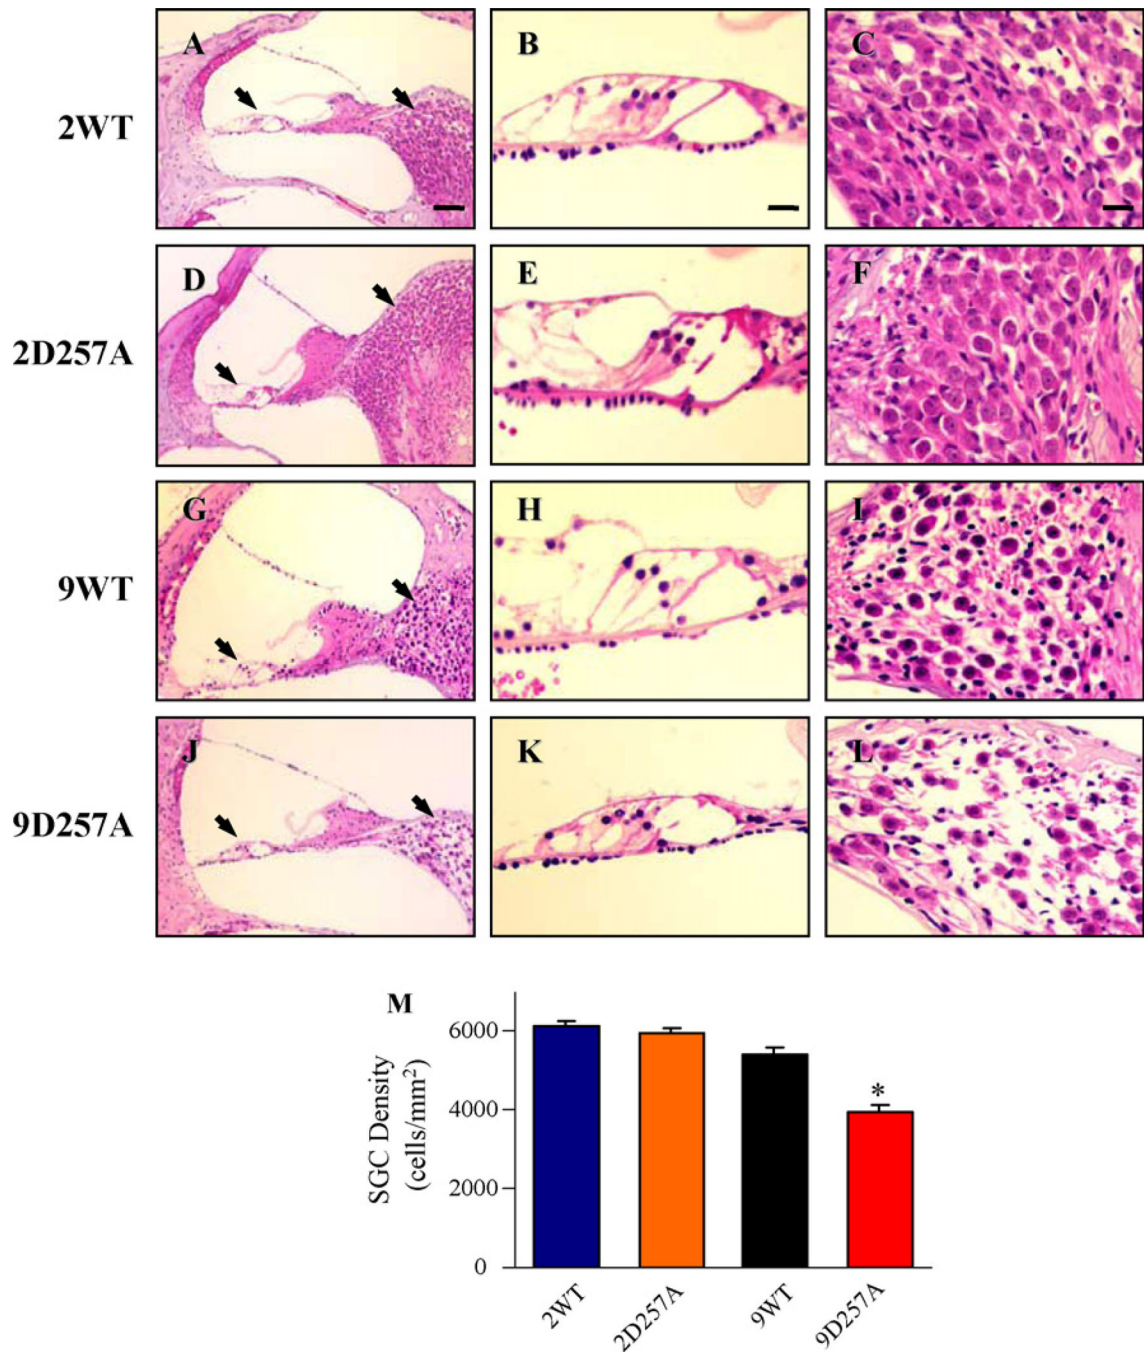 A B C
2WT
D E F
2D257A
G H I
9WT
J K L
9D257A
M
SGC Density
(cells/mm²)
6000
4000
2000
0
*
2WT 2D257A 9WT 9D257A